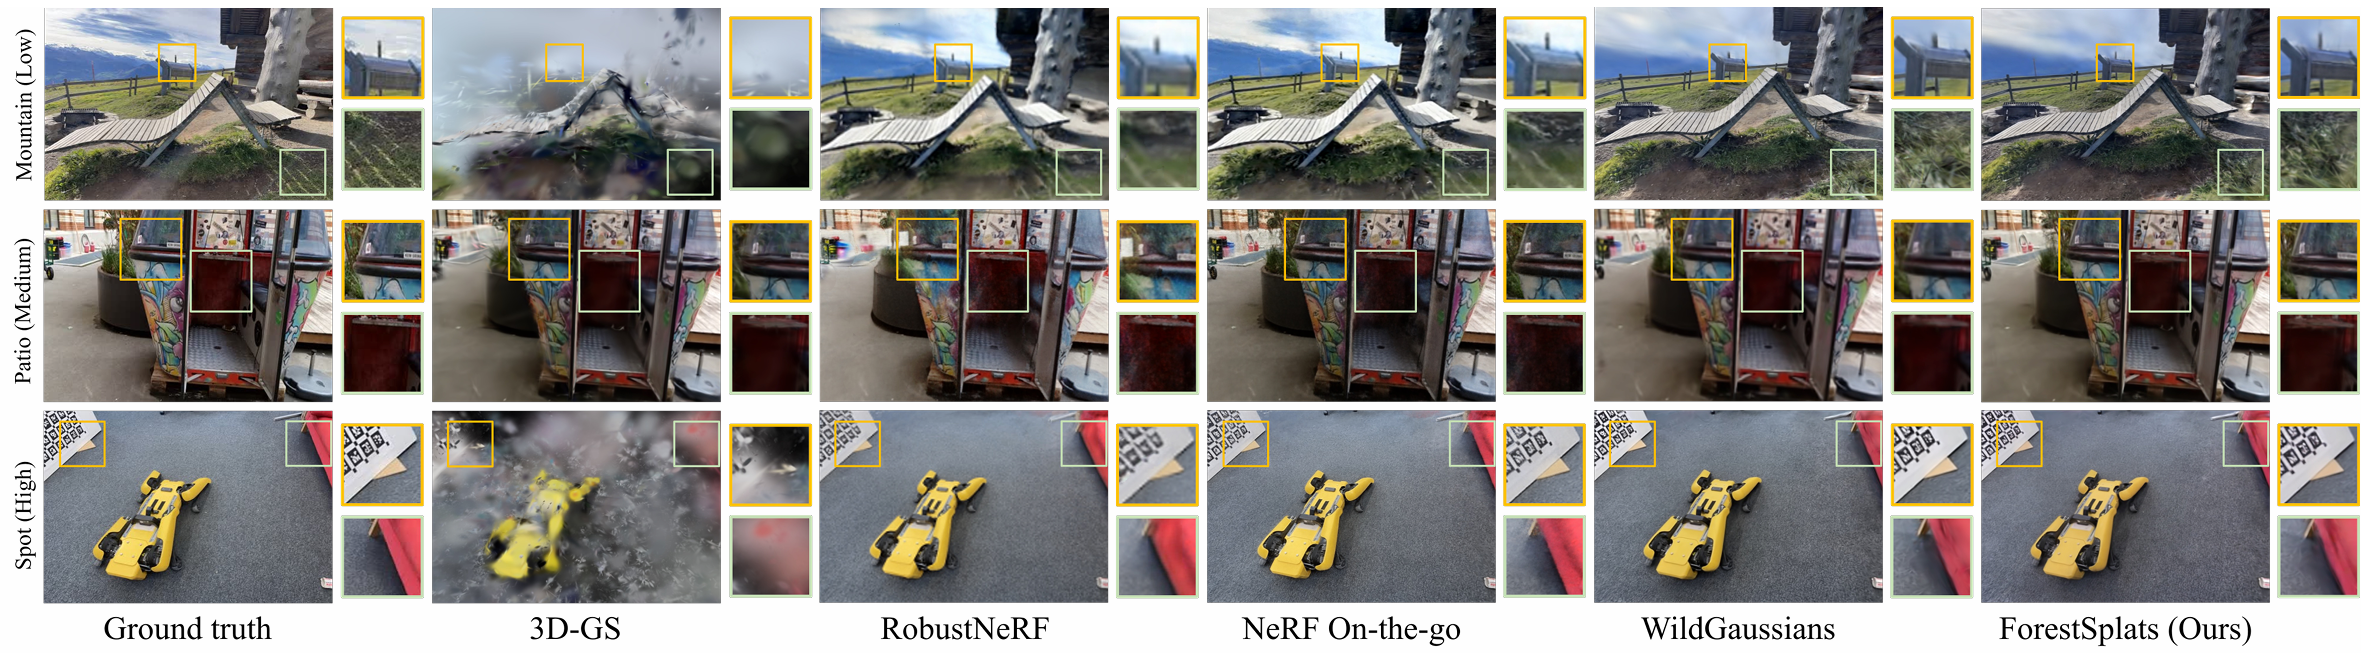 Mountain (Low)
Patio (Medium)
Spot (High)
Ground truth
3D-GS
RobustNeRF
NeRF On-the-go
WildGaussians
ForestSplats (Ours)